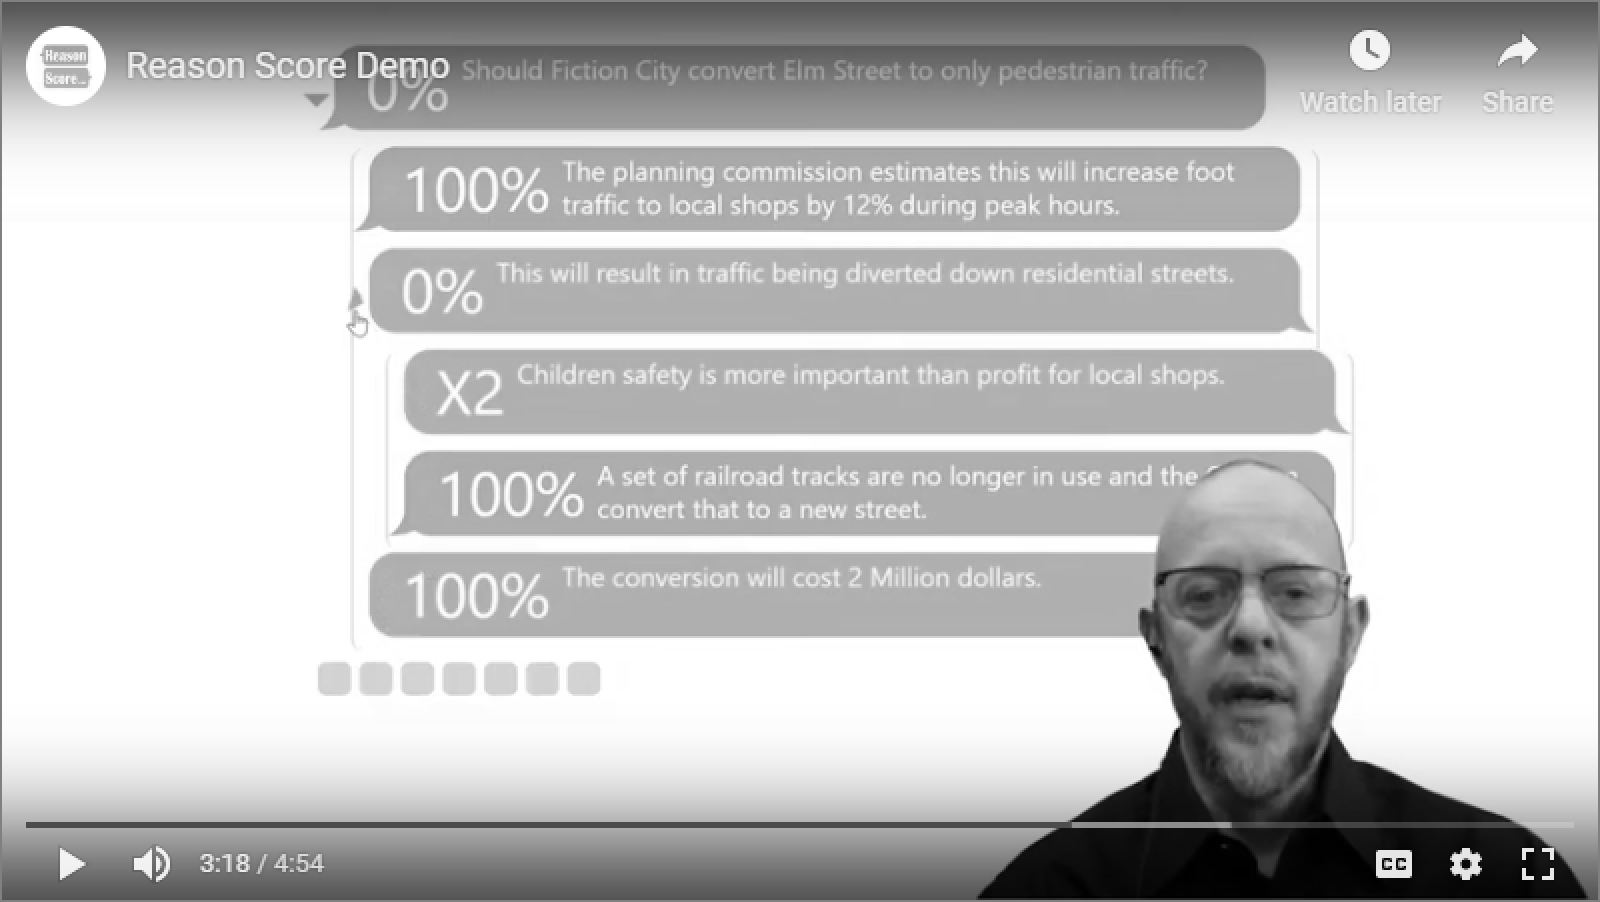 Reason
Score...
Reason Score Demo
Watch later
Share
0%
Should Fiction City convert Elm Street to only pedestrian traffic?
100%
The planning commission estimates this will increase foot
traffic to local shops by 12% during peak hours.
0%
This will result in traffic being diverted down residential streets.
X2
Children safety is more important than profit for local shops.
100%
A set of railroad tracks are no longer in use and the
convert that to a new street.
100%
The conversion will cost 2 Million dollars.
3:18 / 4:54
CC